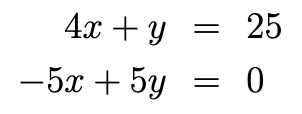 4x + y = 25
−5x + 5y = 0